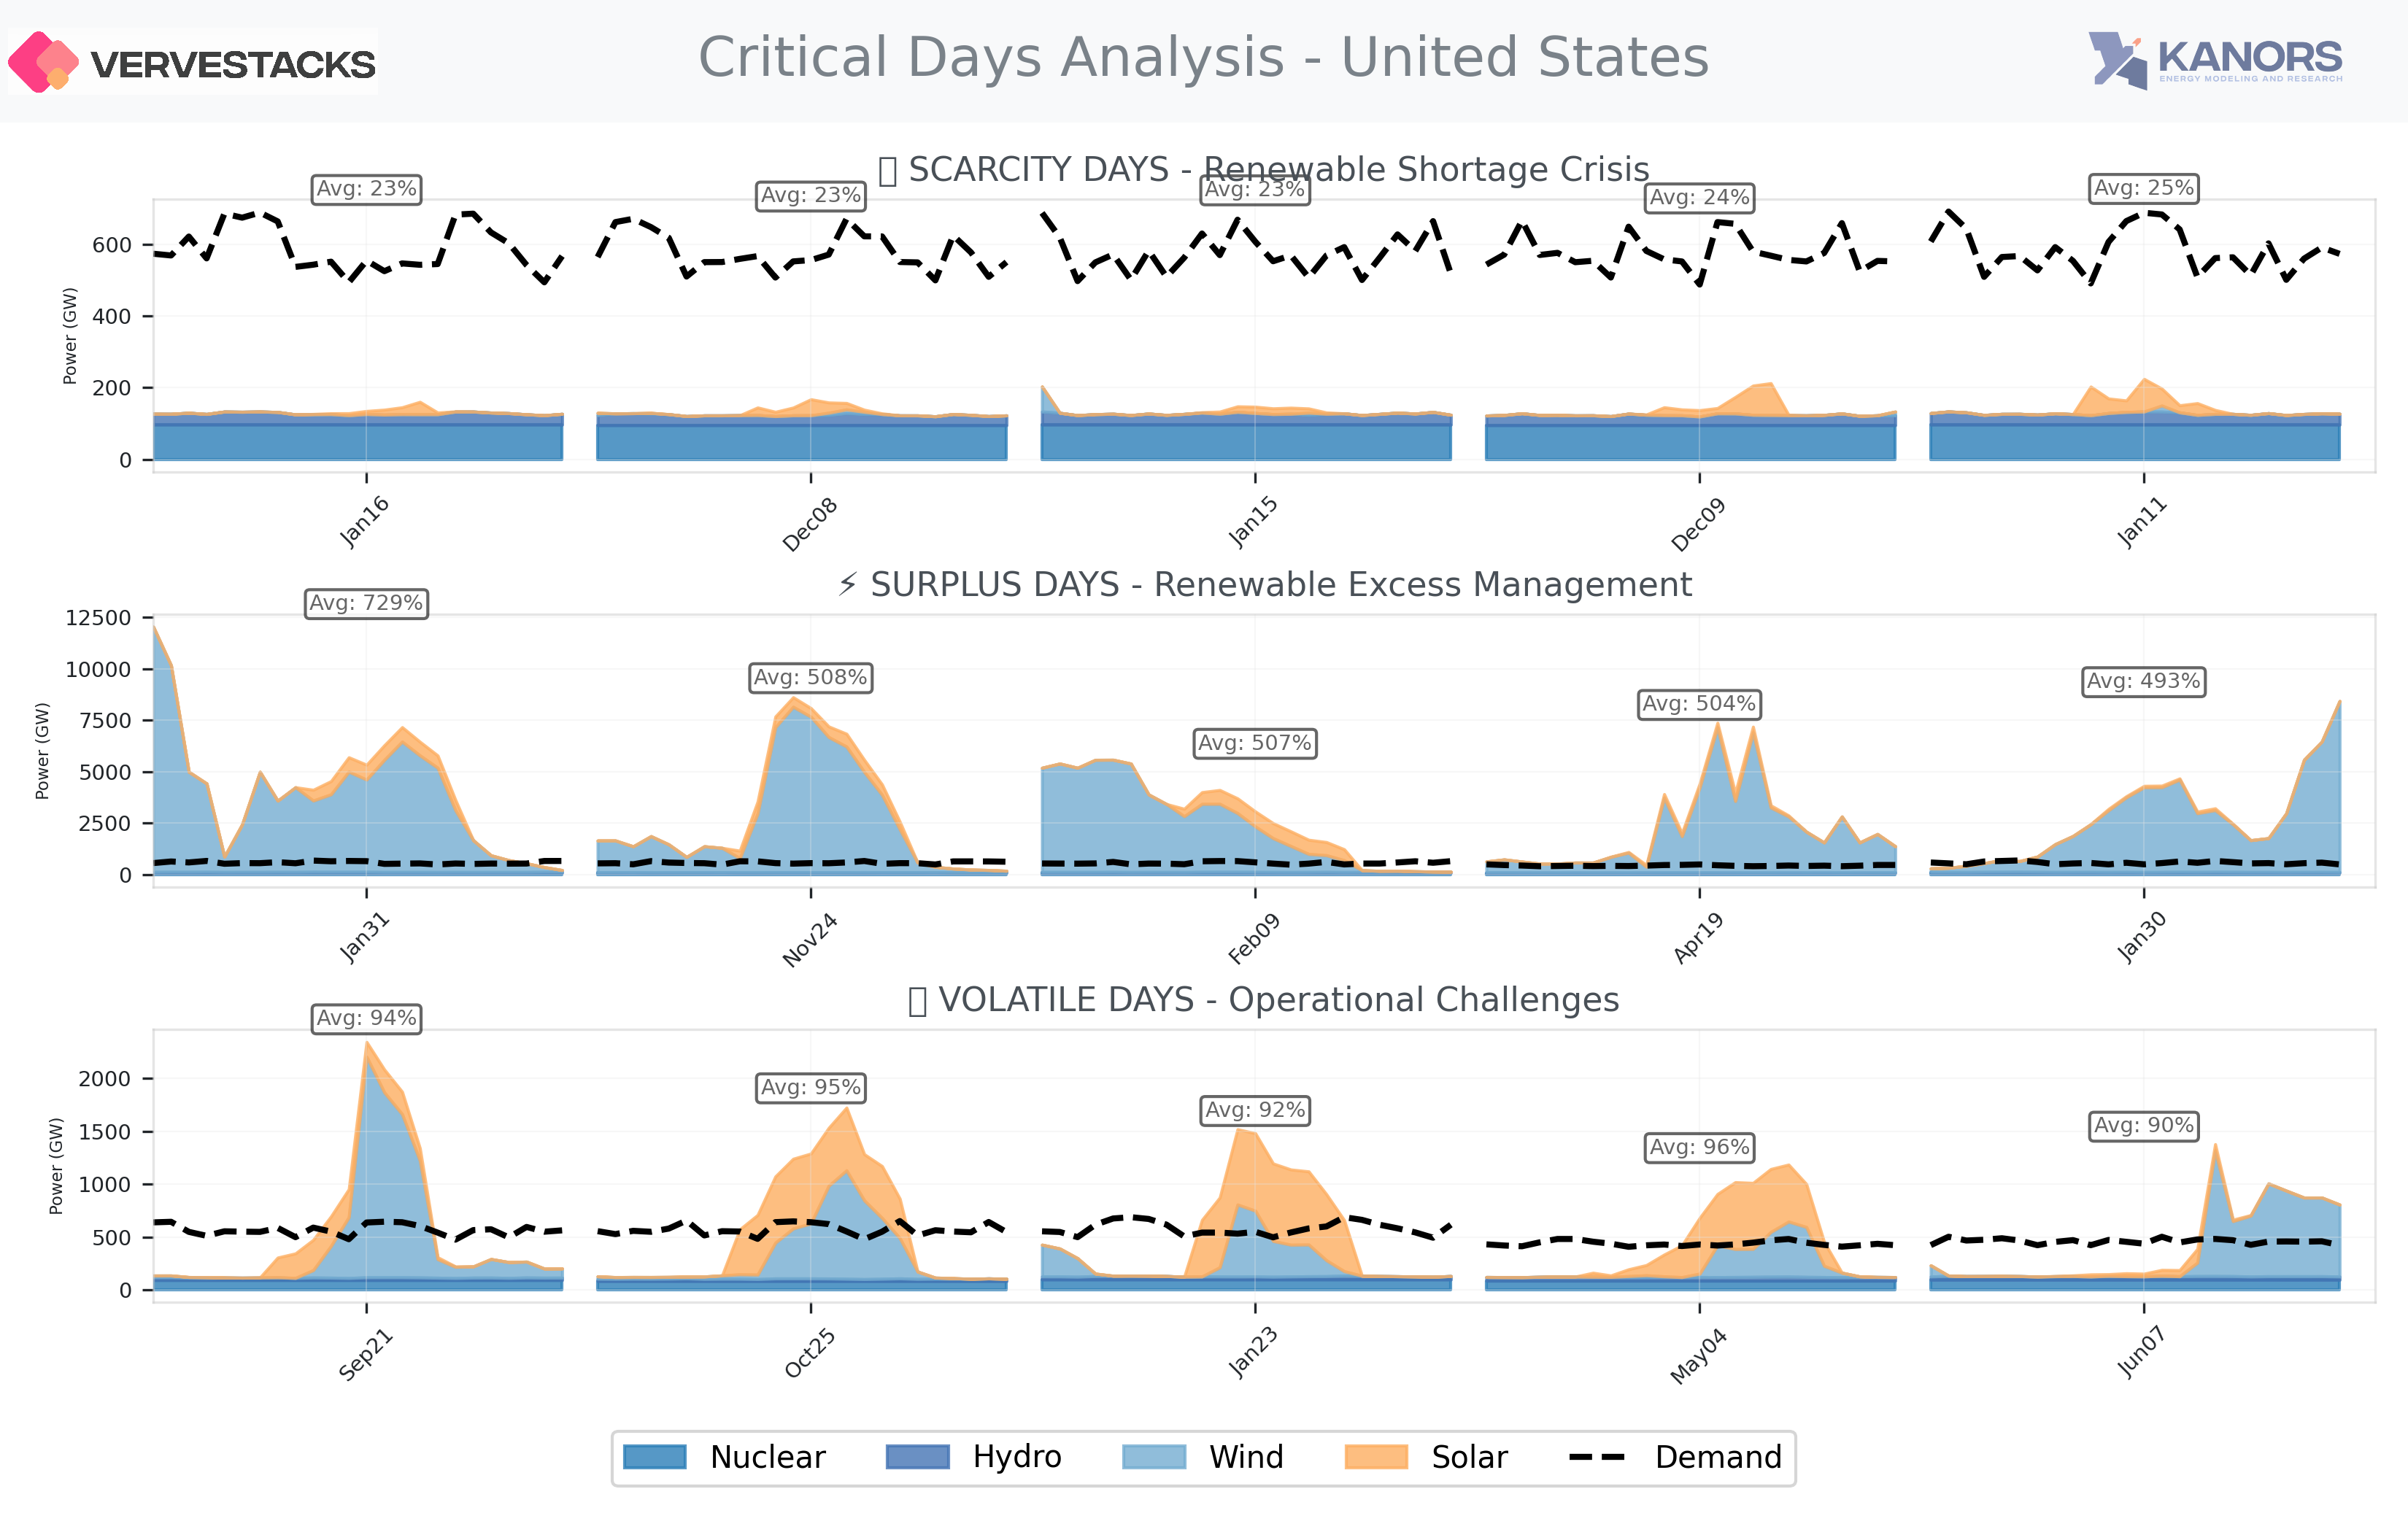 VERVESTACKS
Critical Days Analysis - United States
KANORS
ENERGY MODELING AND RESEARCH
SCARCITY DAYS - Renewable Shortage Crisis
Avg: 23%
Avg: 23%
Avg: 23%
Avg: 24%
Avg: 25%
Power (GW)
600
400
200
0
Jan16
Dec08
Jan15
Dec09
Jan11
⚡ SURPLUS DAYS - Renewable Excess Management
Avg: 729%
Avg: 508%
Avg: 507%
Avg: 504%
Avg: 493%
Power (GW)
12500
10000
7500
5000
2500
0
Jan31
Nov24
Feb09
Apr19
Jan30
VOLATILE DAYS - Operational Challenges
Avg: 94%
Avg: 95%
Avg: 92%
Avg: 96%
Avg: 90%
Power (GW)
2000
1500
1000
500
0
Sep21
Oct25
Jan23
May04
Jun07
Nuclear
Hydro
Wind
Solar
Demand